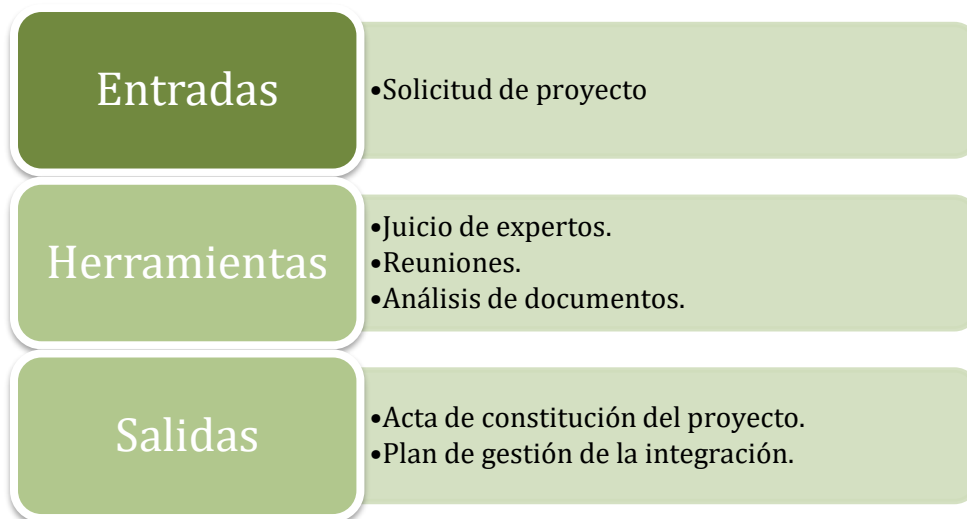 Entradas
•Solicitud de proyecto
Herramientas
•Juicio de expertos.
•Reuniones.
•Análisis de documentos.
Salidas
•Acta de constitución del proyecto.
•Plan de gestión de la integración.